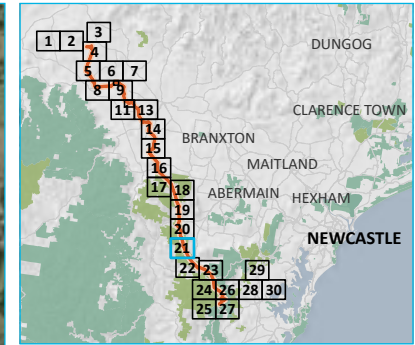 3
1 2
4
DUNGOG
5 6 7
8 9
11 13
CLARENCE TOWN
14
BRANXTON
15
MAITLAND
16
17 18
ABERMAIN HEXHAM
19
20
NEWCASTLE
21
22 23 29
24 26 28 30
25 27